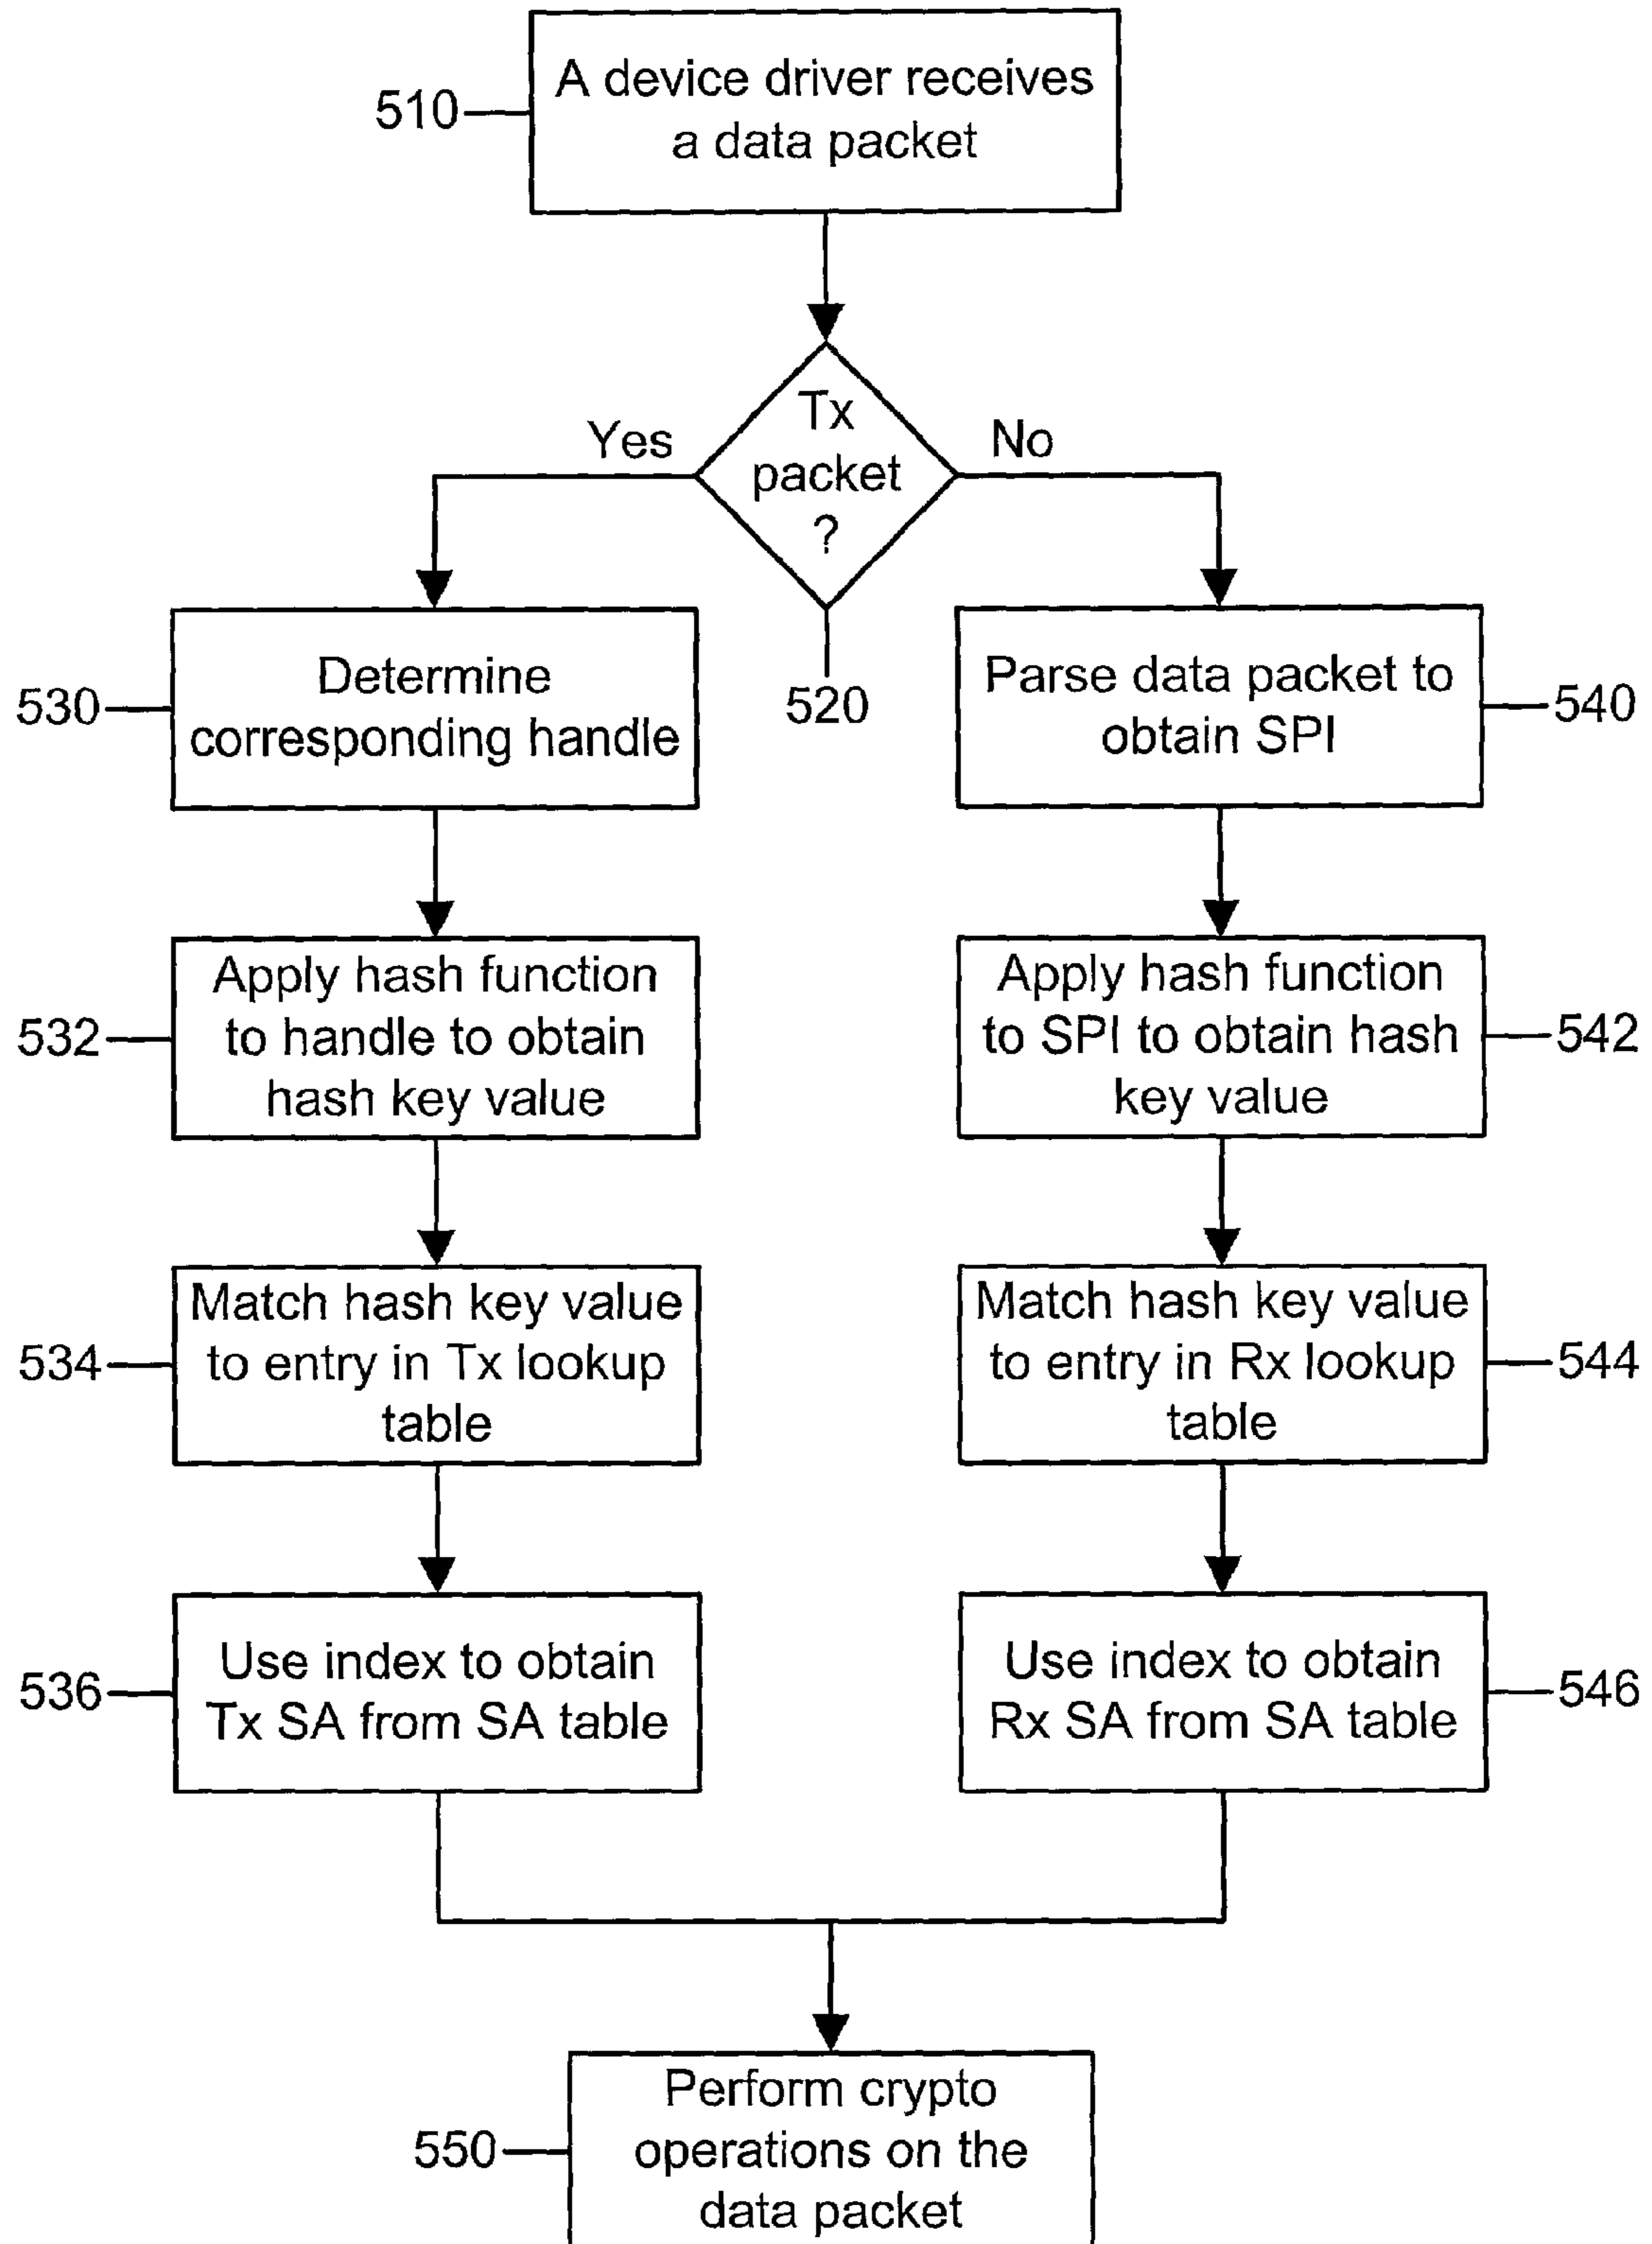 A device driver receives
a data packet
510
Tx
packet
?
Yes
No
520
Determine
corresponding handle
530
Parse data packet to
obtain SPI
540
Apply hash function
to handle to obtain
hash key value
532
Apply hash function
to SPI to obtain hash
key value
542
Match hash key value
to entry in Tx lookup
table
534
Match hash key value
to entry in Rx lookup
table
544
Use index to obtain
Tx SA from SA table
536
Use index to obtain
Rx SA from SA table
546
Perform crypto
operations on the
data packet
550